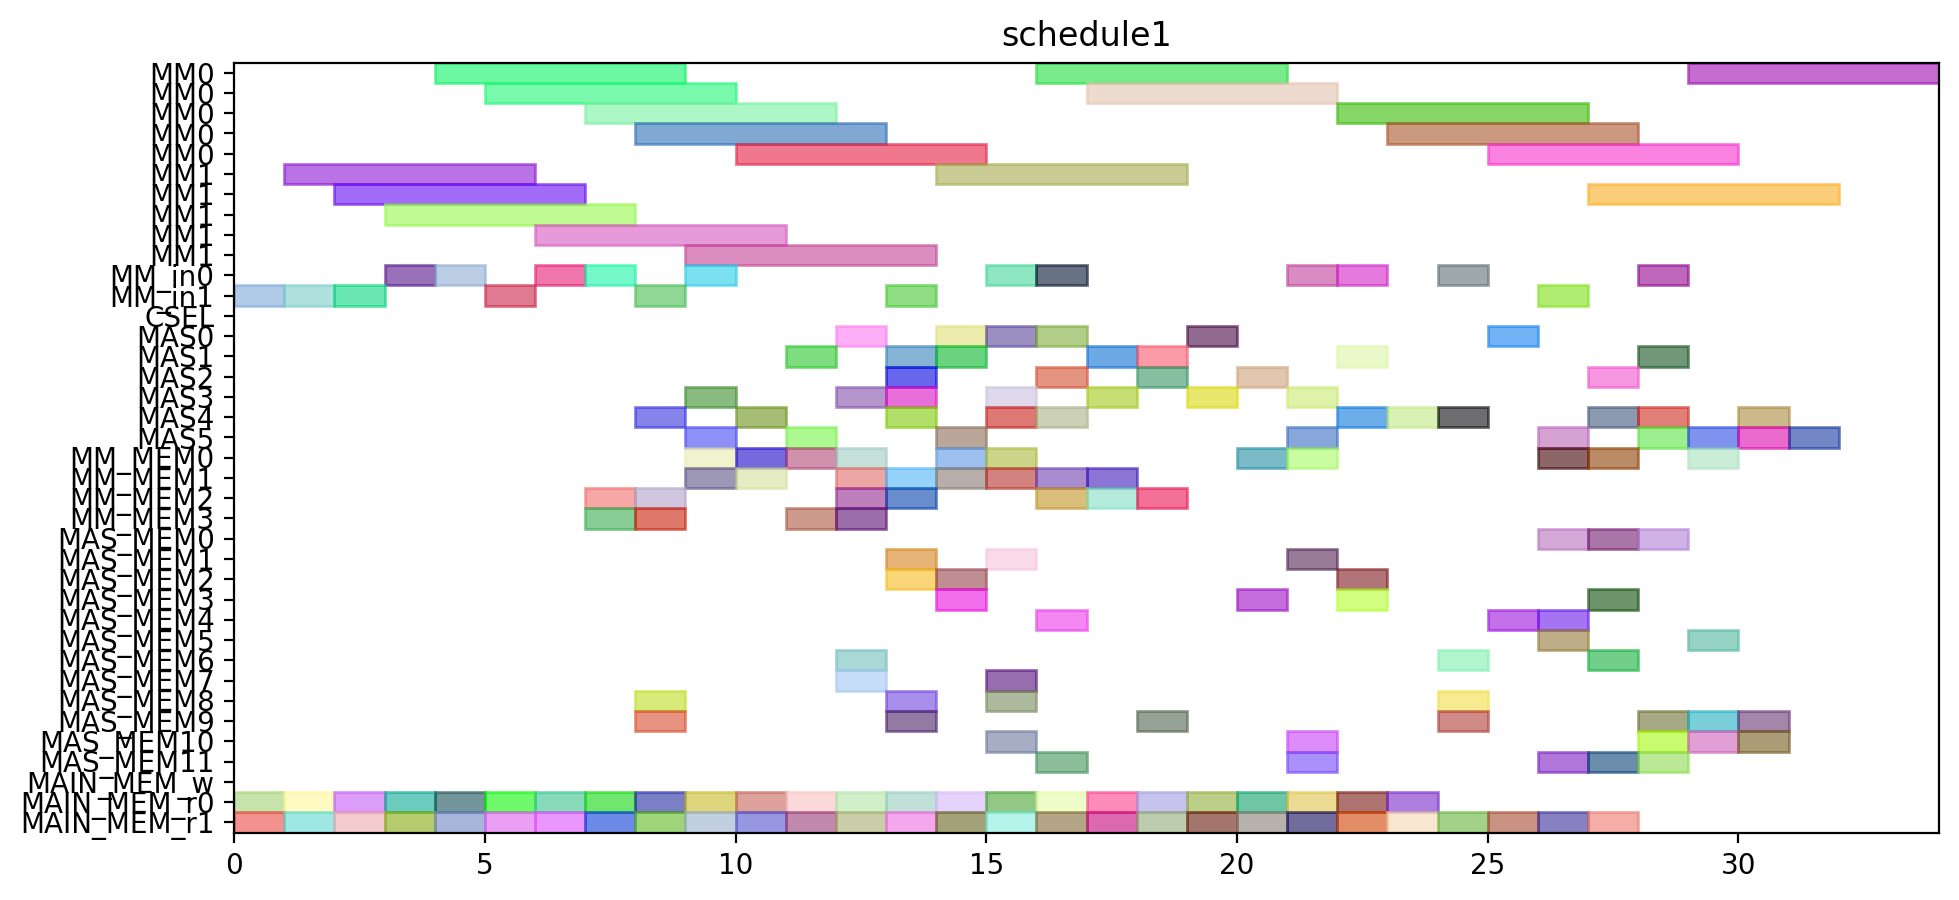 schedule1
MM0
MM0
MM0
MM0
MM0
MM1
MM1
MM1
MM1
MM1
MM_in0
MM_in1
CSEL
MAS0
MAS1
MAS2
MAS3
MAS4
MAS5
MM_MEM0
MM_MEM1
MM_MEM2
MM_MEM3
MAS_MEM0
MAS_MEM1
MAS_MEM2
MAS_MEM3
MAS_MEM4
MAS_MEM5
MAS_MEM6
MAS_MEM7
MAS_MEM8
MAS_MEM9
MAS_MEM10
MAS_MEM11
MAIN_MEM_w
MAIN_MEM_r0
MAIN_MEM_r1
0 5 10 15 20 25 30